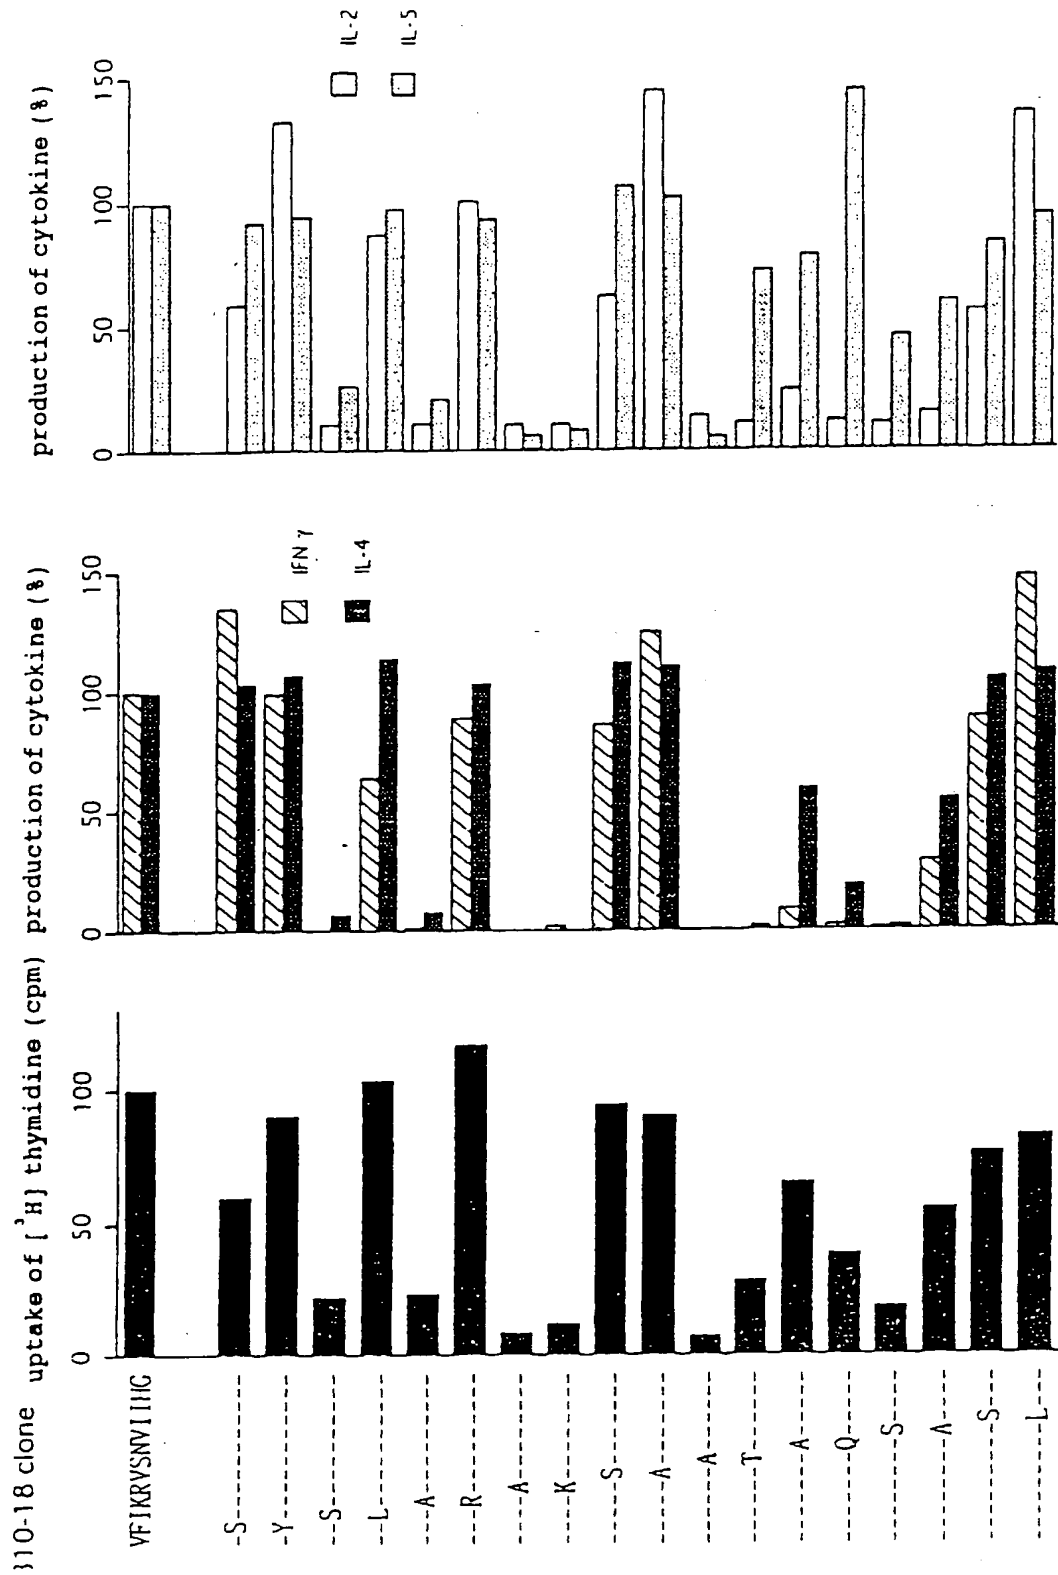 310-18 clone
uptake of [³H] thymidine (cpm)
production of cytokine (%)
production of cytokine (%)
0 50 100
0 50 100 150
0 50 100 150
IFN γ
IL-4
IL-2
IL-5
VFIKRVSNVIIHG
-S-----------
-Y-----------
--S----------
--L----------
---A---------
---R---------
----A--------
----K--------
-----S-------
-----A-------
------A------
------T------
-------A-----
-------Q-----
--------S----
--------A----
---------S---
---------L---